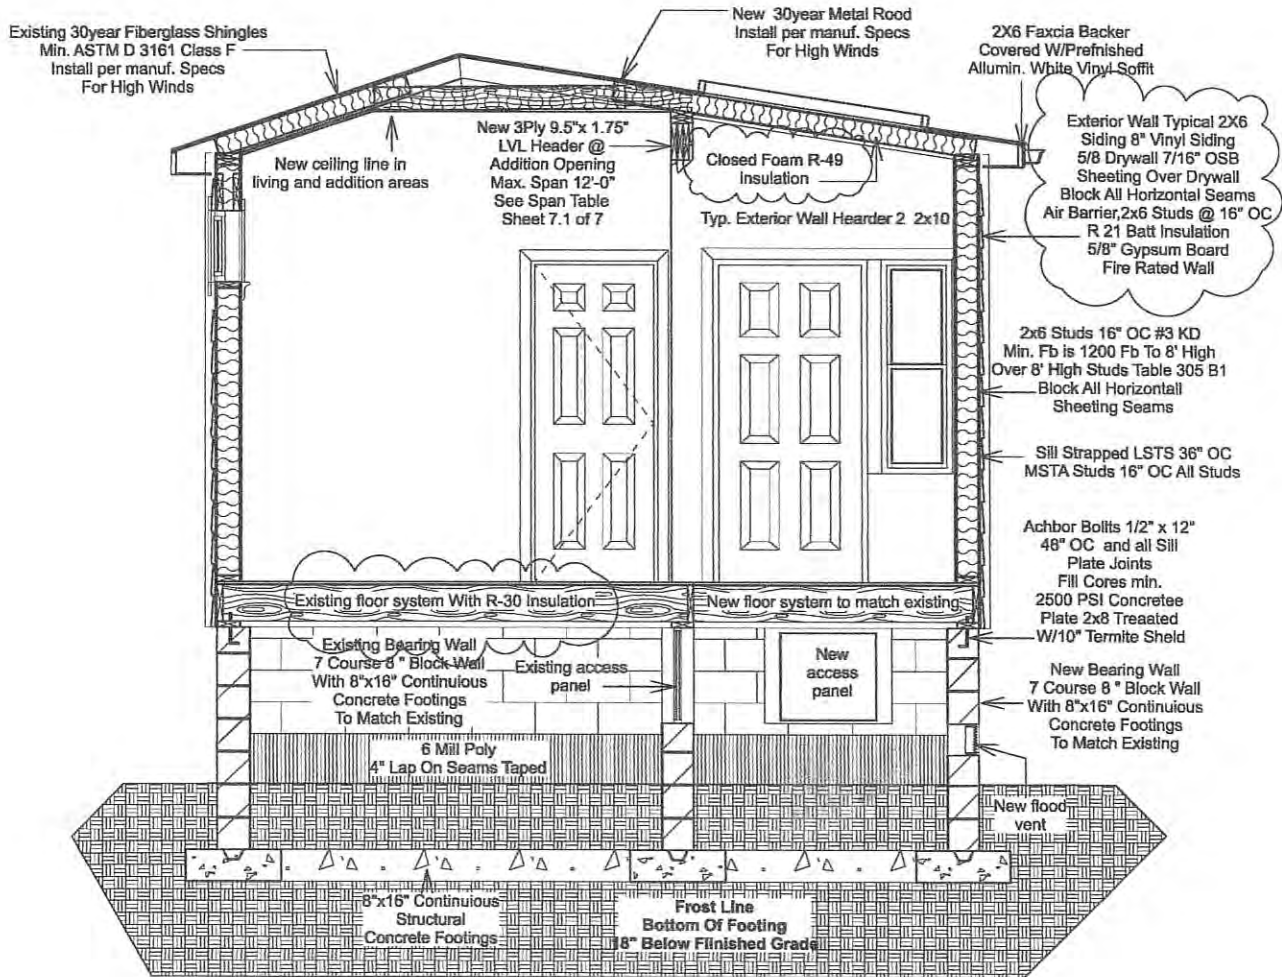 Existing 30year Fiberglass Shingles
Min. ASTM D 3161 Class F
Install per manuf. Specs
For High Winds
New 30year Metal Rood
Install per manuf. Specs
For High Winds
2X6 Faxcia Backer
Covered W/Prefnished
Allumin. White Vinyl Soffit
New ceiling line in
living and addition areas
New 3Ply 9.5"x 1.75"
LVL Header @
Addition Opening
Max. Span 12'-0"
See Span Table
Sheet 7.1 of 7
Closed Foam R-49
Insulation
Typ. Exterior Wall Hearder 2 2x10
Exterior Wall Typical 2X6
Siding 8" Vinyl Siding
5/8 Drywall 7/16" OSB
Sheeting Over Drywall
Block All Horizontal Seams
Air Barrier,2x6 Studs @ 16" OC
R 21 Batt Insulation
5/8" Gypsum Board
Fire Rated Wall
2x6 Studs 16" OC #3 KD
Min. Fb is 1200 Fb To 8' High
Over 8' High Studs Table 305 B1
Block All Horizontall
Sheeting Seams
Sill Strapped LSTS 36" OC
MSTA Studs 16" OC All Studs
Achbor Bollts 1/2" x 12"
48" OC and all Sill
Plate Joints
Fill Cores min.
2500 PSI Concretee
Plate 2x8 Treaated
W/10" Termite Sheld
Existing floor system With R-30 Insulation
New floor system to match existing
Existing Bearing Wall
7 Course 8 " Block Wall
With 8"x16" Continuious
Concrete Footings
To Match Existing
Existing access
panel
New
access
panel
New Bearing Wall
7 Course 8 " Block Wall
With 8"x16" Continuious
Concrete Footings
To Match Existing
6 Mill Poly
4" Lap On Seams Taped
New flood
vent
8"x16" Continuious
Structural
Concrete Footings
Frost Line
Bottom Of Footing
18" Below Flinished Grade